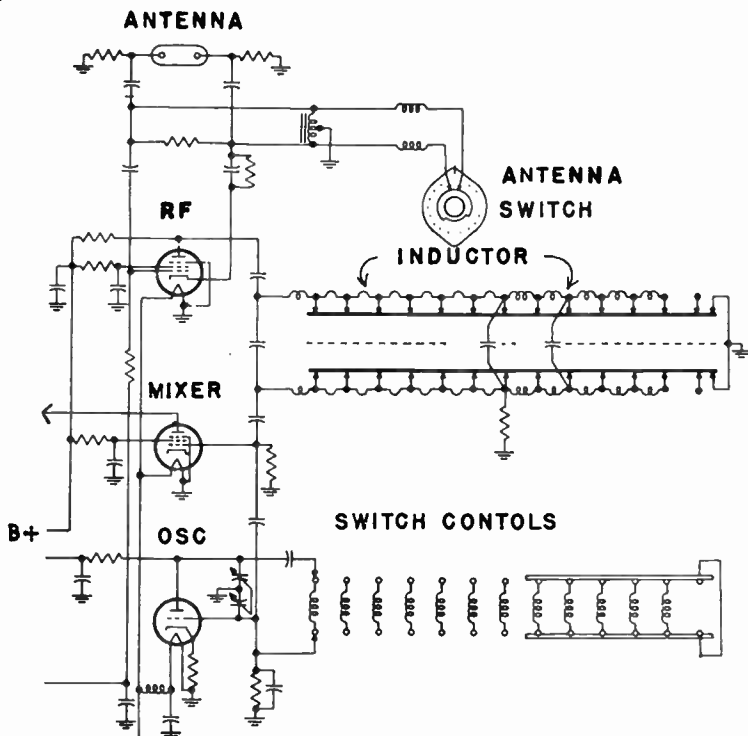 ANTENNA
ANTENNA
SWITCH
RF
INDUCTOR
MIXER
B+
OSC
SWITCH CONTOLS